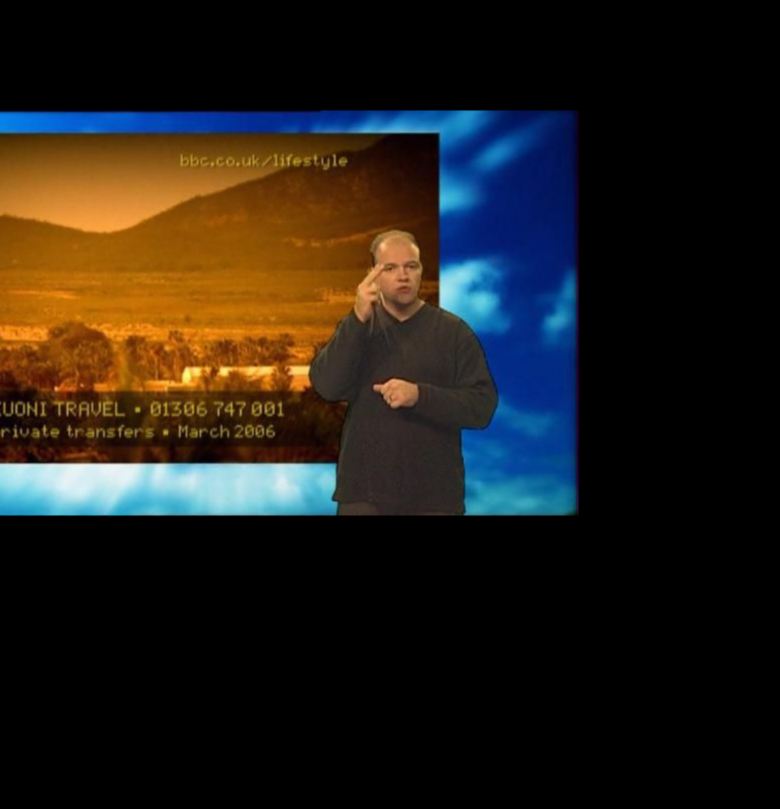 bbc.co.uk/lifestyle
UONI TRAVEL • 01306 747 001
rivate transfers • March 2006